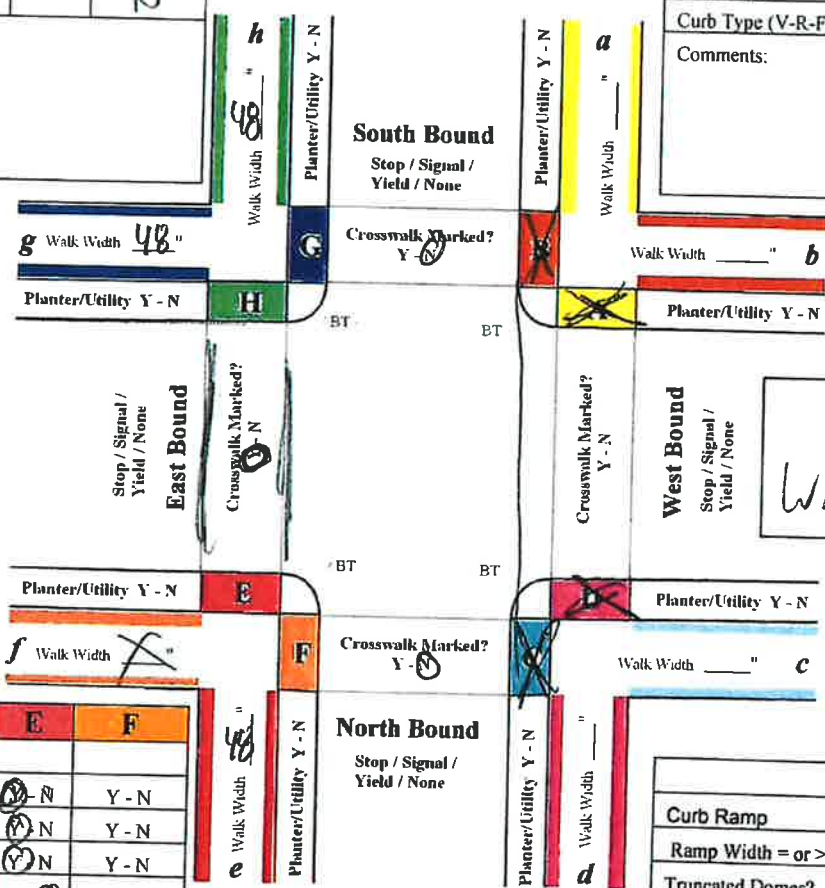 Curb Type (V-R-F
Comments:
h
48 "
Walk Width
Planter/Utility Y - N
South Bound
Stop / Signal /
Yield / None
Planter/Utility Y - N
a
____ "
Walk Width
g Walk Width 48 "
G
Crosswalk Marked?
Y - N
B
Walk Width ____ " b
Planter/Utility Y - N
H
BT
BT
A
Planter/Utility Y - N
Stop / Signal /
Yield / None
East Bound
Crosswalk Marked?
Y - N
Crosswalk Marked?
Y - N
West Bound
Stop / Signal /
Yield / None
BT
BT
Planter/Utility Y - N
E
D
Planter/Utility Y - N
f Walk Width "
F
Crosswalk Marked?
Y - N
C
Walk Width ____ " c
E F
48 "
Walk Width
e
Planter/Utility Y - N
North Bound
Stop / Signal /
Yield / None
Planter/Utility Y - N
____ "
Walk Width
d
Y - N Y - N
Y N Y - N
Y N Y - N
Curb Ramp
Ramp Width = or >
Truncated Domes?